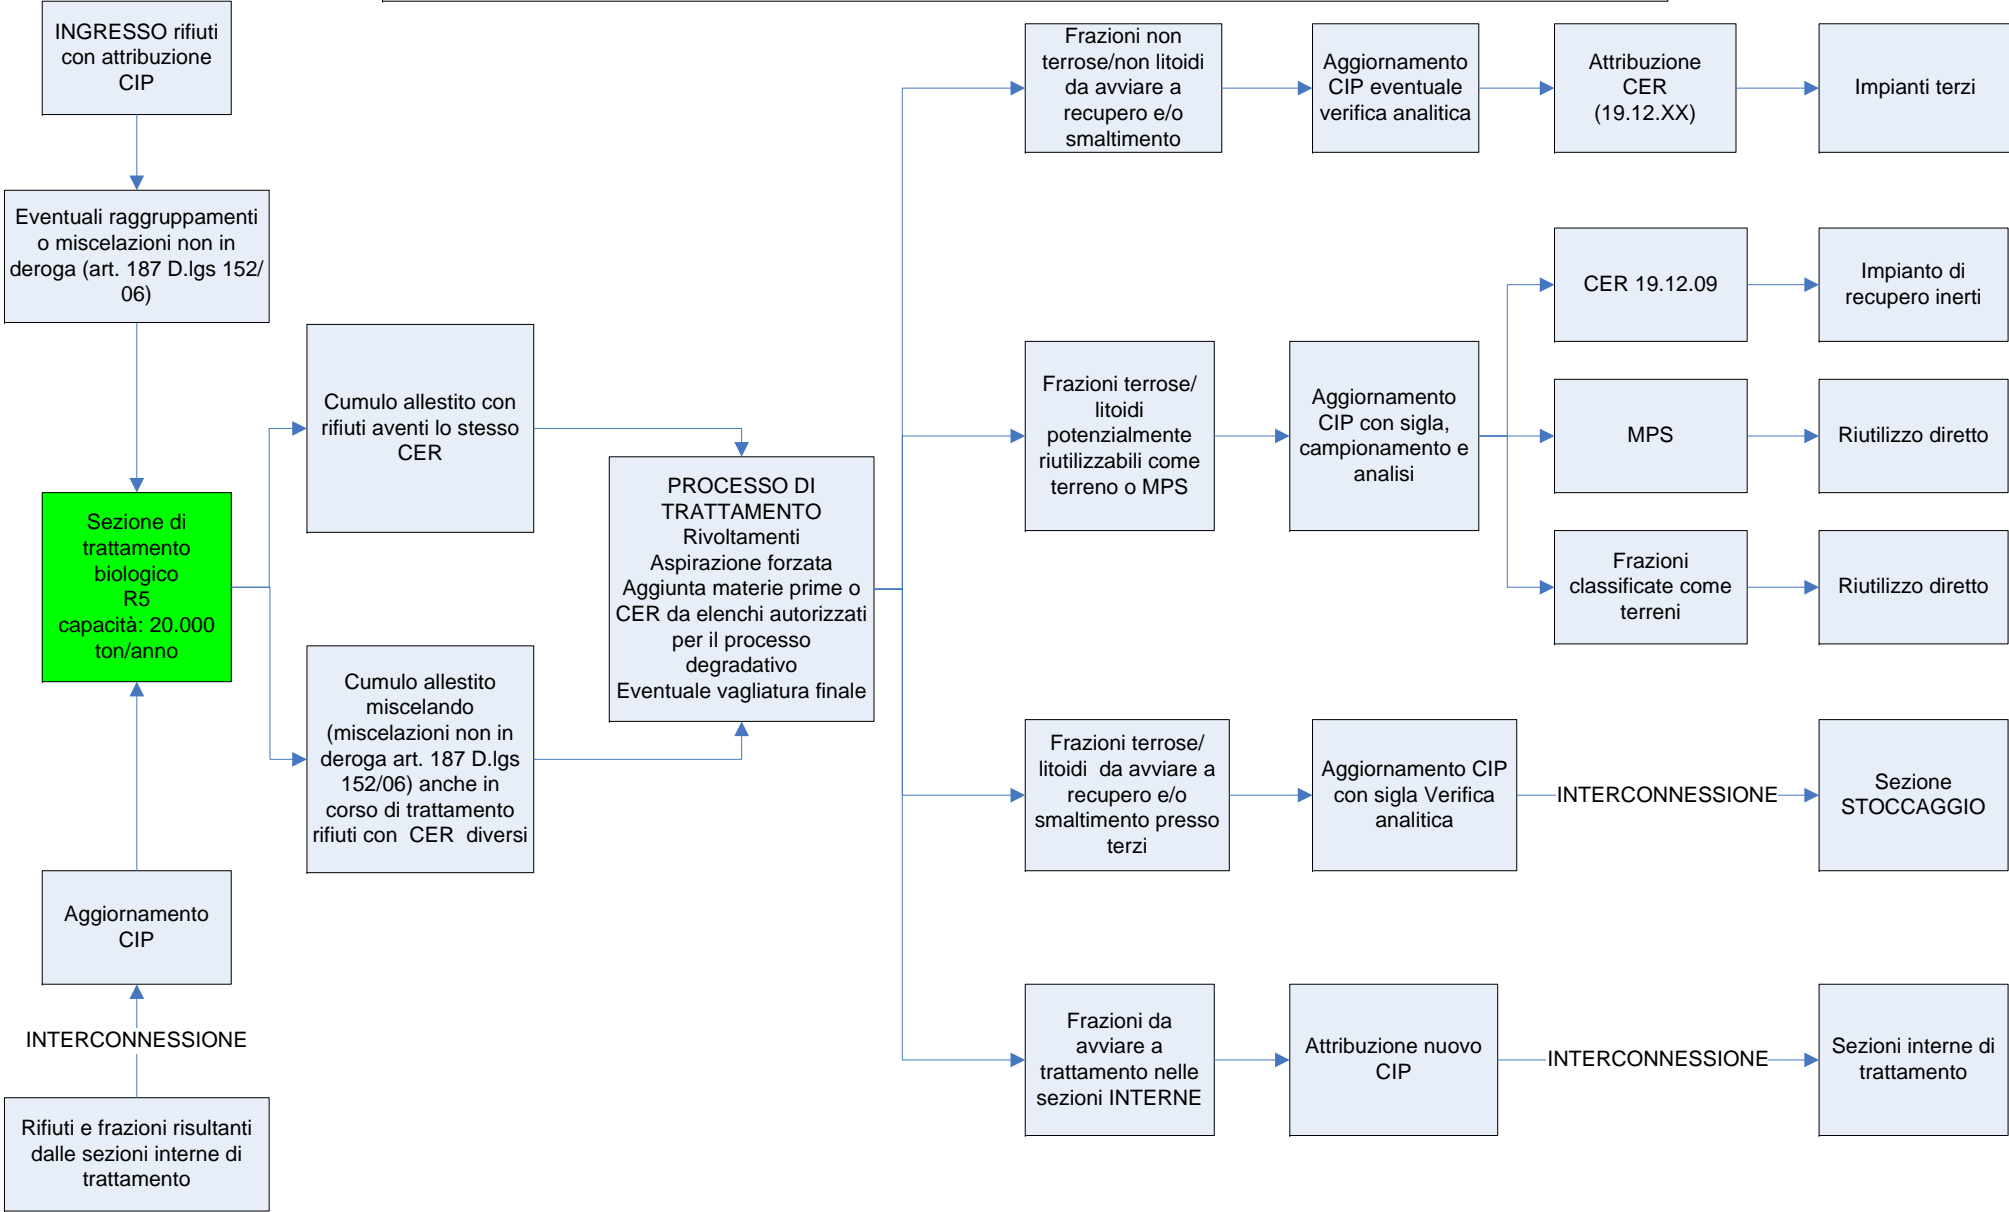 INGRESSO rifiuti
con attribuzione
CIP
Eventuali raggruppamenti
o miscelazioni non in
deroga (art. 187 D.lgs 152/
06)
Sezione di
trattamento
biologico
R5
capacità: 20.000
ton/anno
Aggiornamento
CIP
INTERCONNESSIONE
Rifiuti e frazioni risultanti
dalle sezioni interne di
trattamento
Cumulo allestito con
rifiuti aventi lo stesso
CER
Cumulo allestito
miscelando
(miscelazioni non in
deroga art. 187 D.lgs
152/06) anche in
corso di trattamento
rifiuti con CER diversi
PROCESSO DI
TRATTAMENTO
Rivoltamenti
Aspirazione forzata
Aggiunta materie prime o
CER da elenchi autorizzati
per il processo
degradativo
Eventuale vagliatura finale
Frazioni non
terrose/non litoidi
da avviare a
recupero e/o
smaltimento
Aggiornamento
CIP eventuale
verifica analitica
Attribuzione
CER
(19.12.XX)
Impianti terzi
Frazioni terrose/
litoidi
potenzialmente
riutilizzabili come
terreno o MPS
Aggiornamento
CIP con sigla,
campionamento e
analisi
CER 19.12.09
Impianto di
recupero inerti
MPS
Riutilizzo diretto
Frazioni
classificate come
terreni
Riutilizzo diretto
Frazioni terrose/
litoidi da avviare a
recupero e/o
smaltimento presso
terzi
Aggiornamento CIP
con sigla Verifica
analitica
INTERCONNESSIONE
Sezione
STOCCAGGIO
Frazioni da
avviare a
trattamento nelle
sezioni INTERNE
Attribuzione nuovo
CIP
INTERCONNESSIONE
Sezioni interne di
trattamento